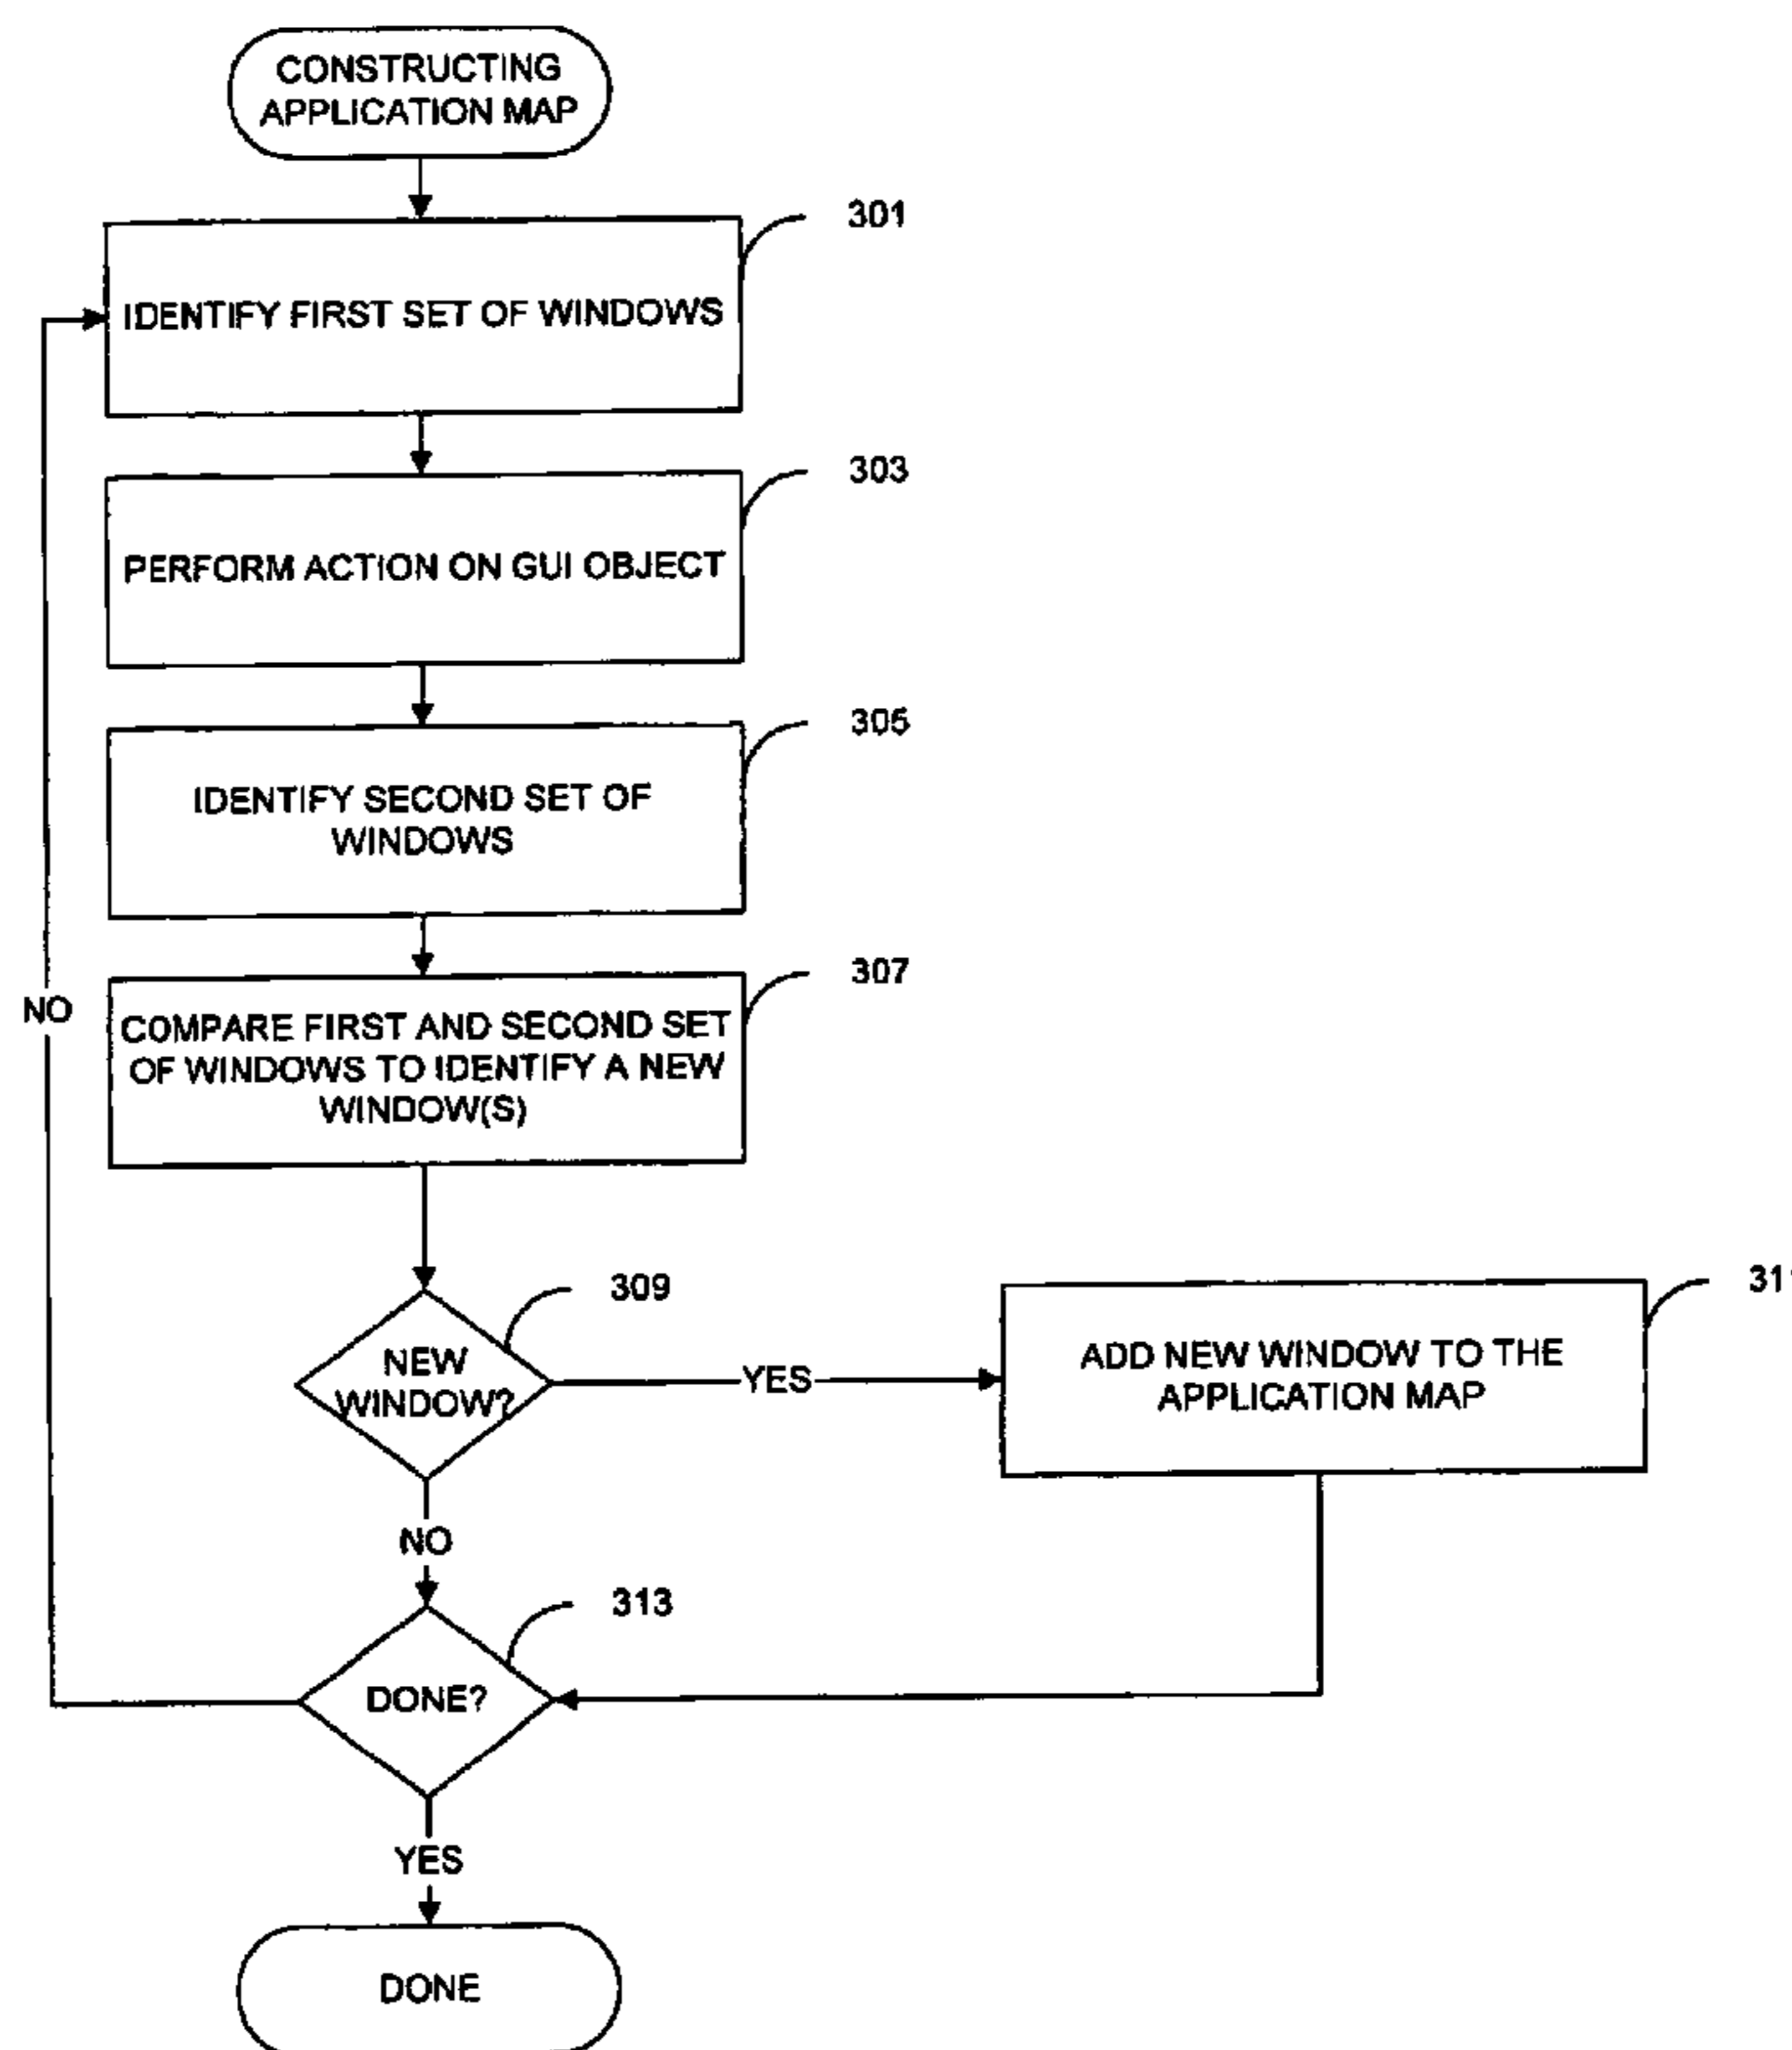 CONSTRUCTING
APPLICATION MAP
301
IDENTIFY FIRST SET OF WINDOWS
303
PERFORM ACTION ON GUI OBJECT
305
IDENTIFY SECOND SET OF
WINDOWS
307
COMPARE FIRST AND SECOND SET
OF WINDOWS TO IDENTIFY A NEW
WINDOW(S)
NO
309
NEW
WINDOW?
YES
31
ADD NEW WINDOW TO THE
APPLICATION MAP
NO
313
DONE?
YES
DONE